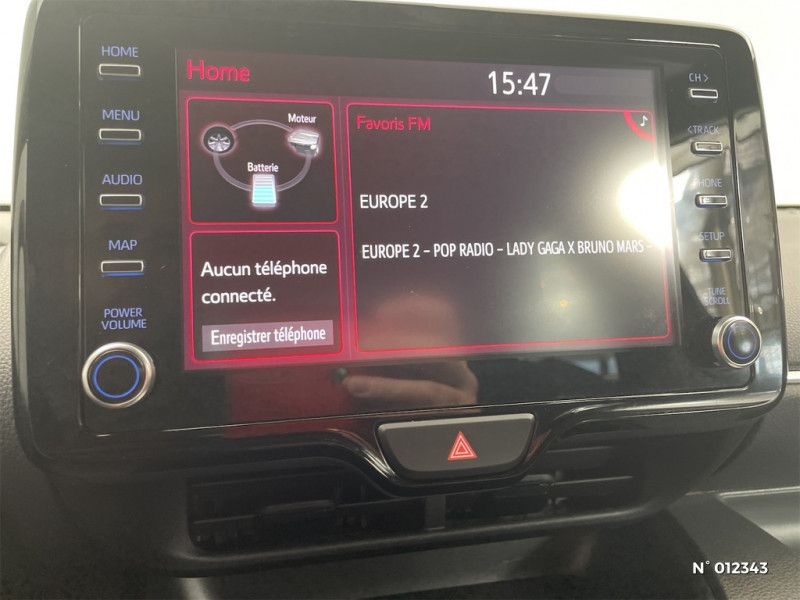 HOME
MENU
AUDIO
MAP
POWER
VOLUME
Home
15:47
Moteur
Batterie
Aucun téléphone
connecté.
Enregistrer téléphone
Favoris FM
EUROPE 2
EUROPE 2 – POP RADIO – LADY GAGA X BRUNO MARS –
CH >
< TRACK
SETUP
TUNE
SCROLL
N° 012343